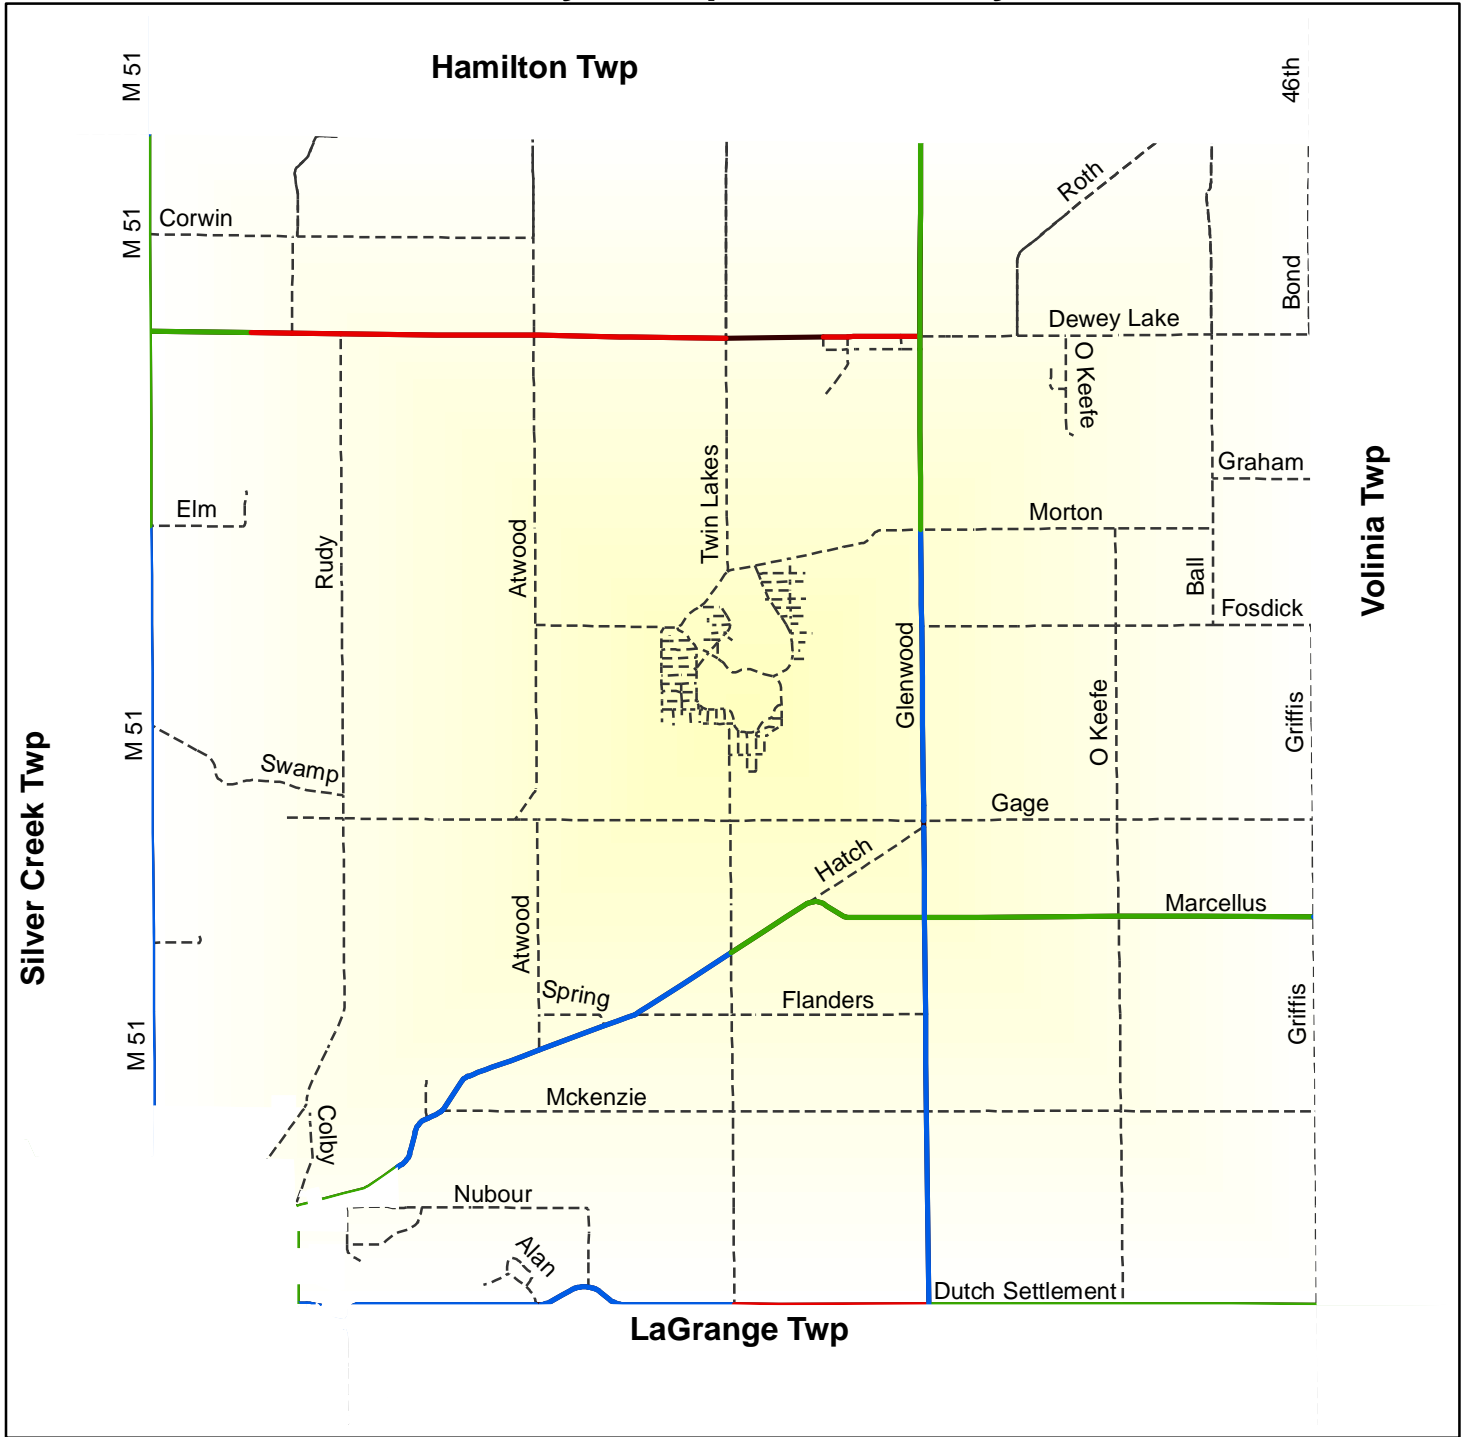 Hamilton Twp
M 51
46th
Roth
M 51
Corwin
Bond
Dewey Lake
O Keefe
Twin Lakes
Graham
Elm
Morton
Volinia Twp
Rudy
Atwood
Ball
Fosdick
Glenwood
O Keefe
Griffis
M 51
Silver Creek Twp
Swamp
Gage
Hatch
Marcellus
Atwood
Spring
Flanders
Griffis
M 51
Mckenzie
Colby
Nubour
Alan
Dutch Settlement
LaGrange Twp